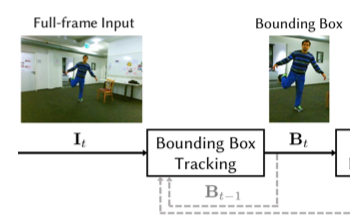 Full-frame Input
Bounding Box
I_t
Bounding Box
Tracking
B_t
B_{t−1}